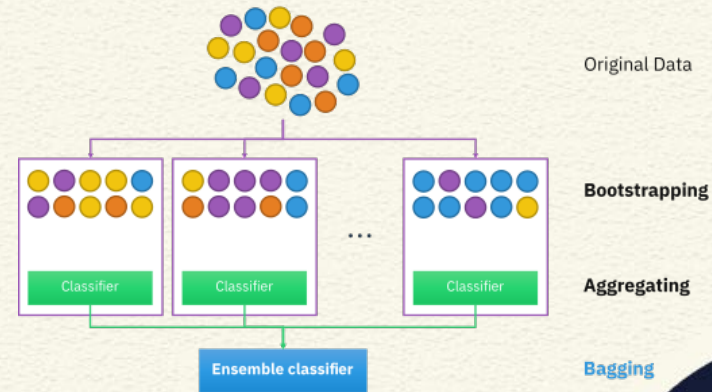 Original Data
Bootstrapping
...
Classifier
Classifier
Classifier
Aggregating
Ensemble classifier
Bagging